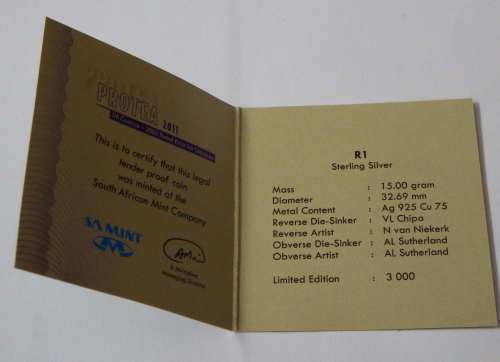 PROTEA 2011
This is to certify that this legal
tender proof coin
was minted at the
South African Mint Company
SA MINT
Managing Director
R1
Sterling Silver
Mass : 15.00 gram
Diameter : 32.69 mm
Metal Content : Ag 925 Cu 75
Reverse Die-Sinker : VL Chipa
Reverse Artist : N van Niekerk
Obverse Die-Sinker : AL Sutherland
Obverse Artist : AL Sutherland
Limited Edition : 3 000